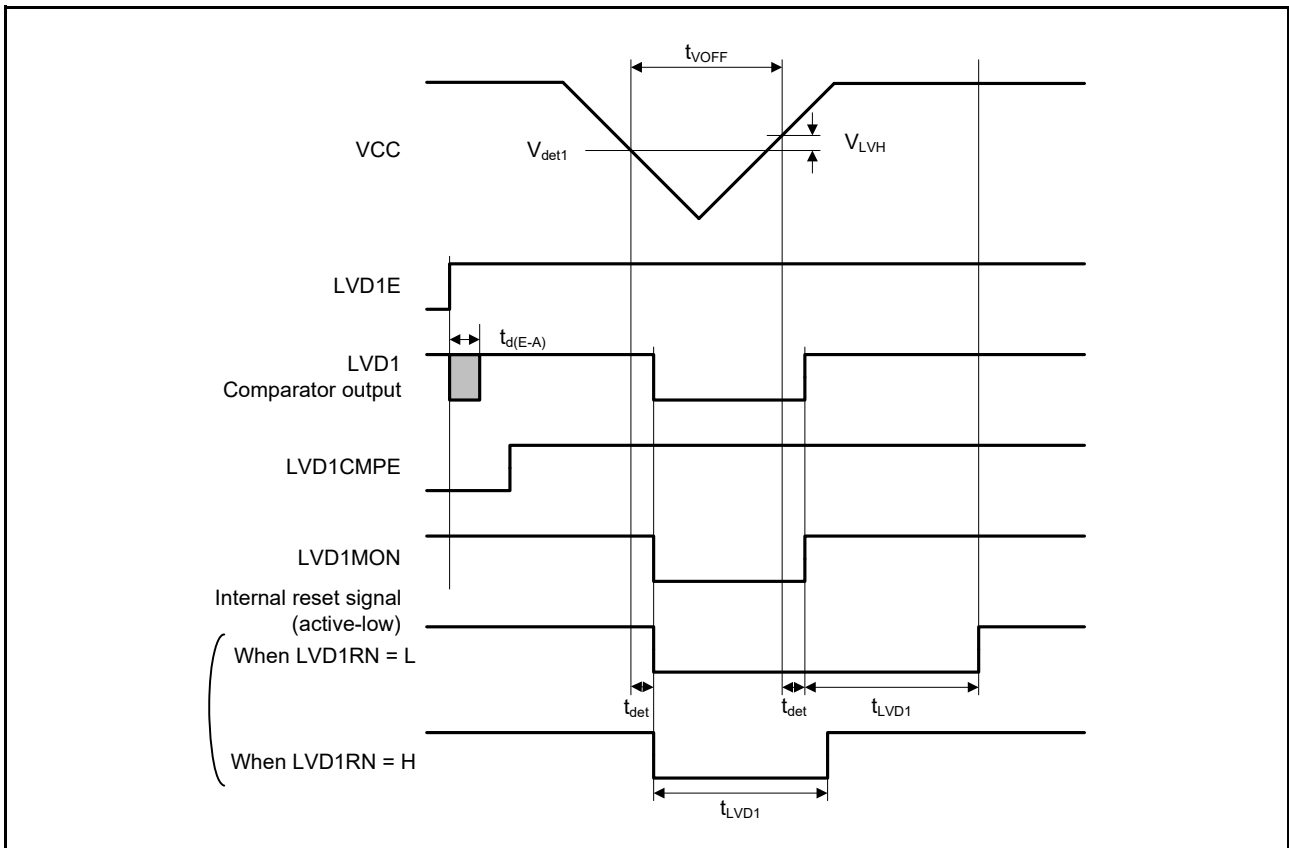 tVOFF
VCC
Vdet1
VLVH
LVD1E
td(E-A)
LVD1
Comparator output
LVD1CMPE
LVD1MON
Internal reset signal
(active-low)
When LVD1RN = L
tdet
tdet
tLVD1
When LVD1RN = H
tLVD1